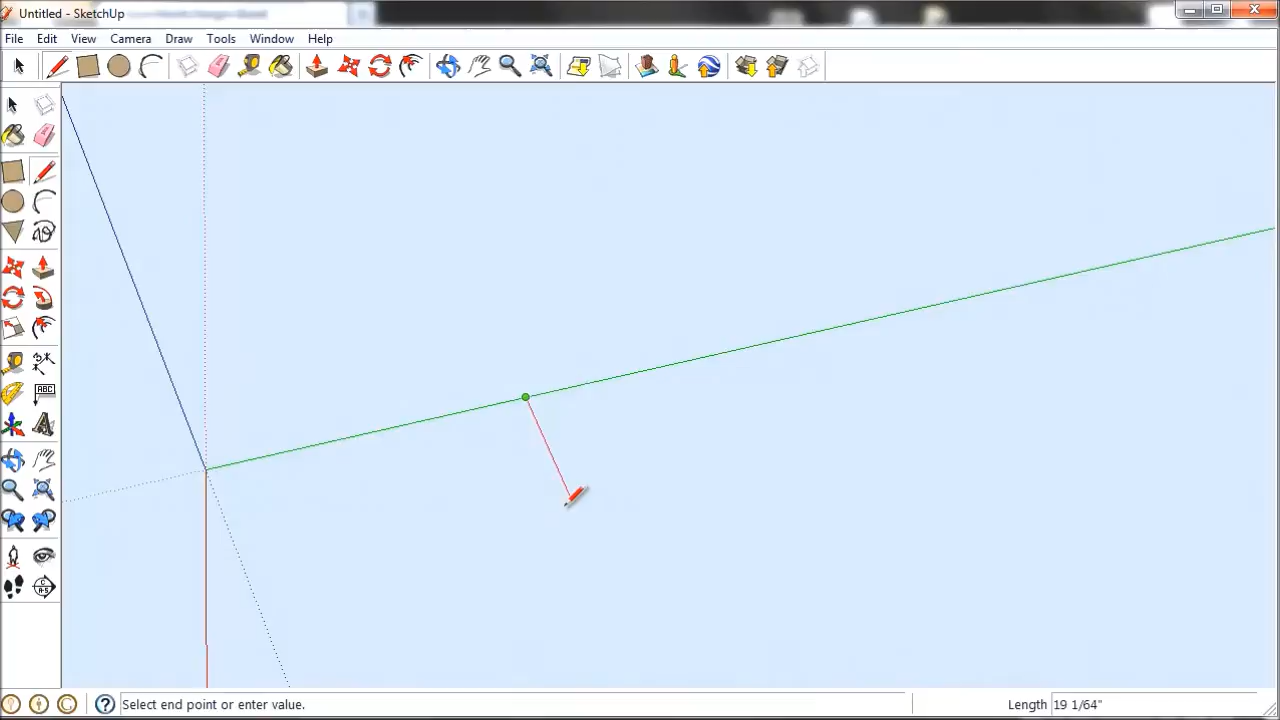 Untitled - SketchUp
File Edit View Camera Draw Tools Window Help
ABC
C
A-5
Select end point or enter value.
Length 19 1/64"